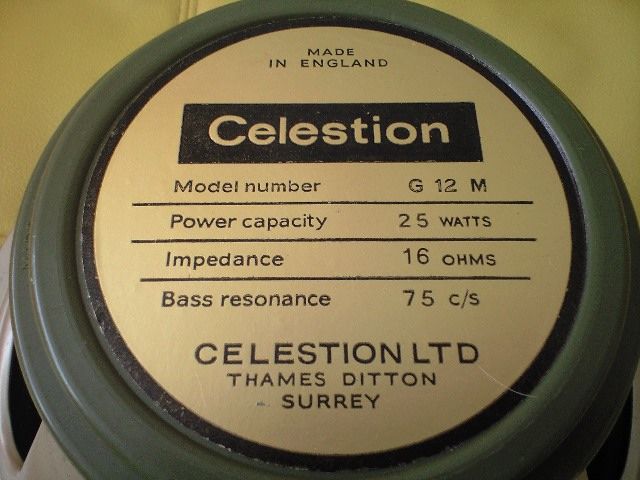 MADE
IN ENGLAND
Celestion
Model number G 12 M
Power capacity 25 WATTS
Impedance 16 OHMS
Bass resonance 75 c/s
CELESTION LTD
THAMES DITTON
SURREY